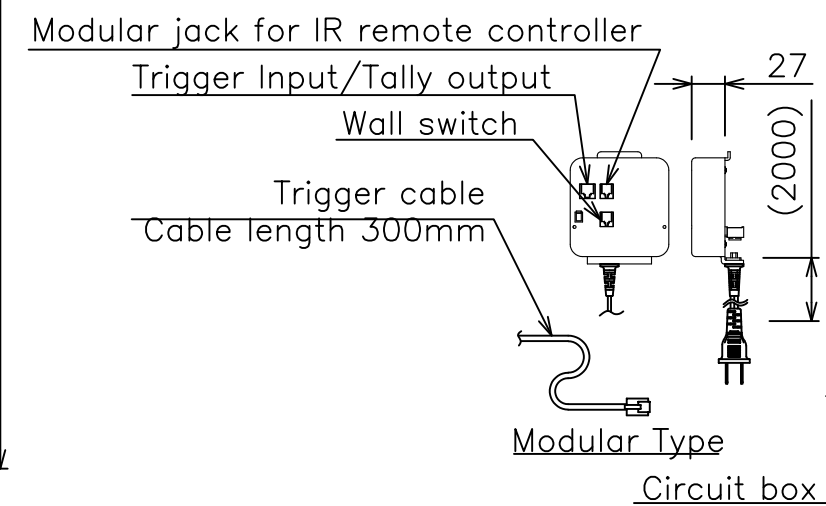 Modular jack for IR remote controller
Trigger Input/Tally output
Wall switch
27
(2000)
Trigger cable
Cable length 300mm
Modular Type
Circuit box